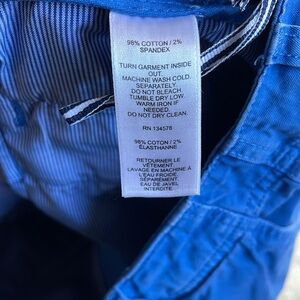 98% COTTON / 2%
SPANDEX
TURN GARMENT INSIDE
OUT.
MACHINE WASH COLD.
SEPARATELY.
DO NOT BLEACH.
TUMBLE DRY LOW.
WARM IRON IF
NEEDED.
DO NOT DRY CLEAN.
RN 134578
98% COTTON / 2%
ÉLASTHANNE
RETOURNER LE
VÊTEMENT.
LAVAGE EN MACHINE À
L'EAU FROIDE
SÉPARÉMENT.
EAU DE JAVEL
INTERDITE.